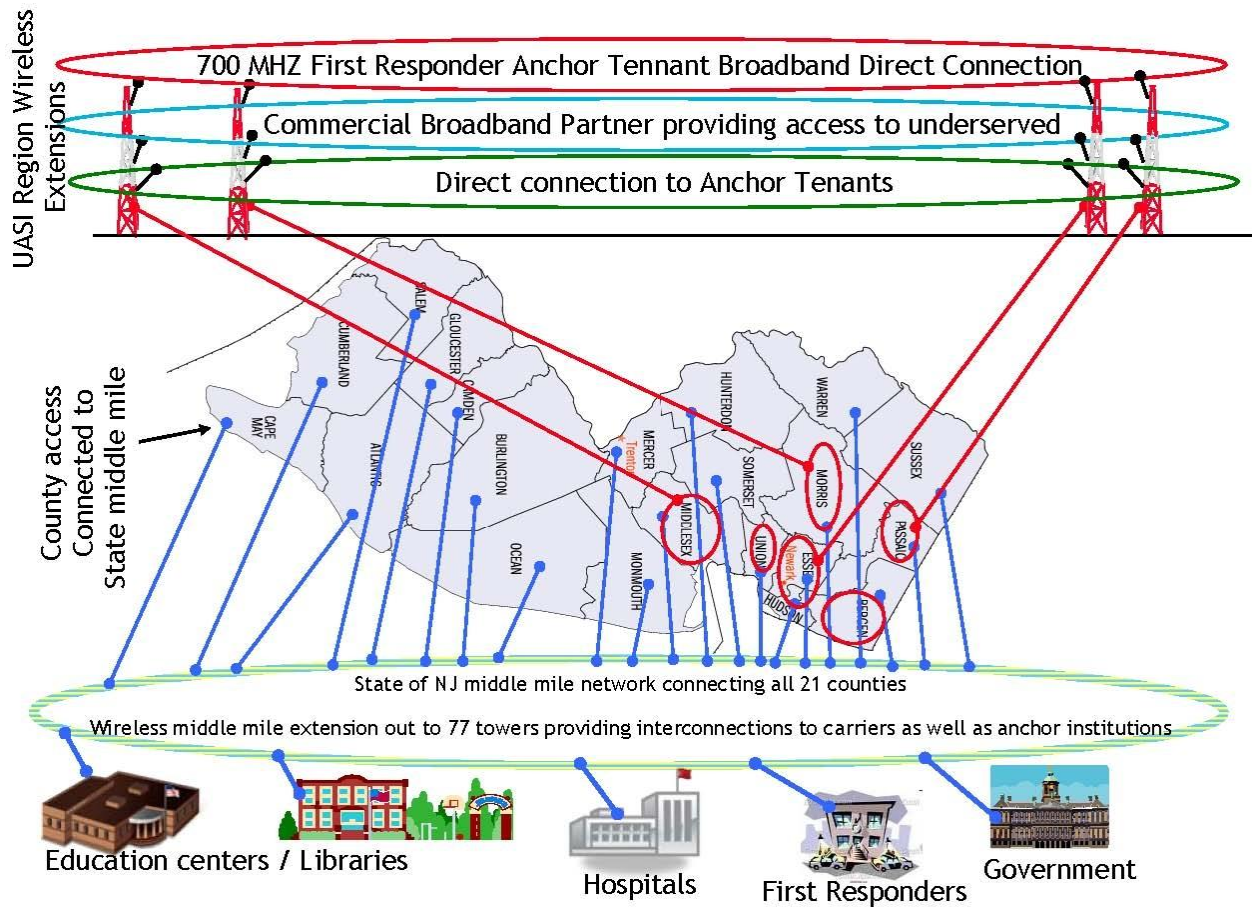 700 MHZ First Responder Anchor Tennant Broadband Direct Connection
Commercial Broadband Partner providing access to underserved
Direct connection to Anchor Tenants
UASI Region Wireless
Extensions
County access
Connected to
State middle mile
SALEM
CUMBERLAND
GLOUCESTER
CAMDEN
CAPE
MAY
ATLANTIC
BURLINGTON
OCEAN
MERCER
Trenton
MONMOUTH
MIDDLESEX
HUNTERDON
SOMERSET
WARREN
MORRIS
SUSSEX
PASSAIC
UNION
ESSEX
Newark
HUDSON
BERGEN
State of NJ middle mile network connecting all 21 counties
Wireless middle mile extension out to 77 towers providing interconnections to carriers as well as anchor institutions
Education centers / Libraries
Hospitals
First Responders
Government